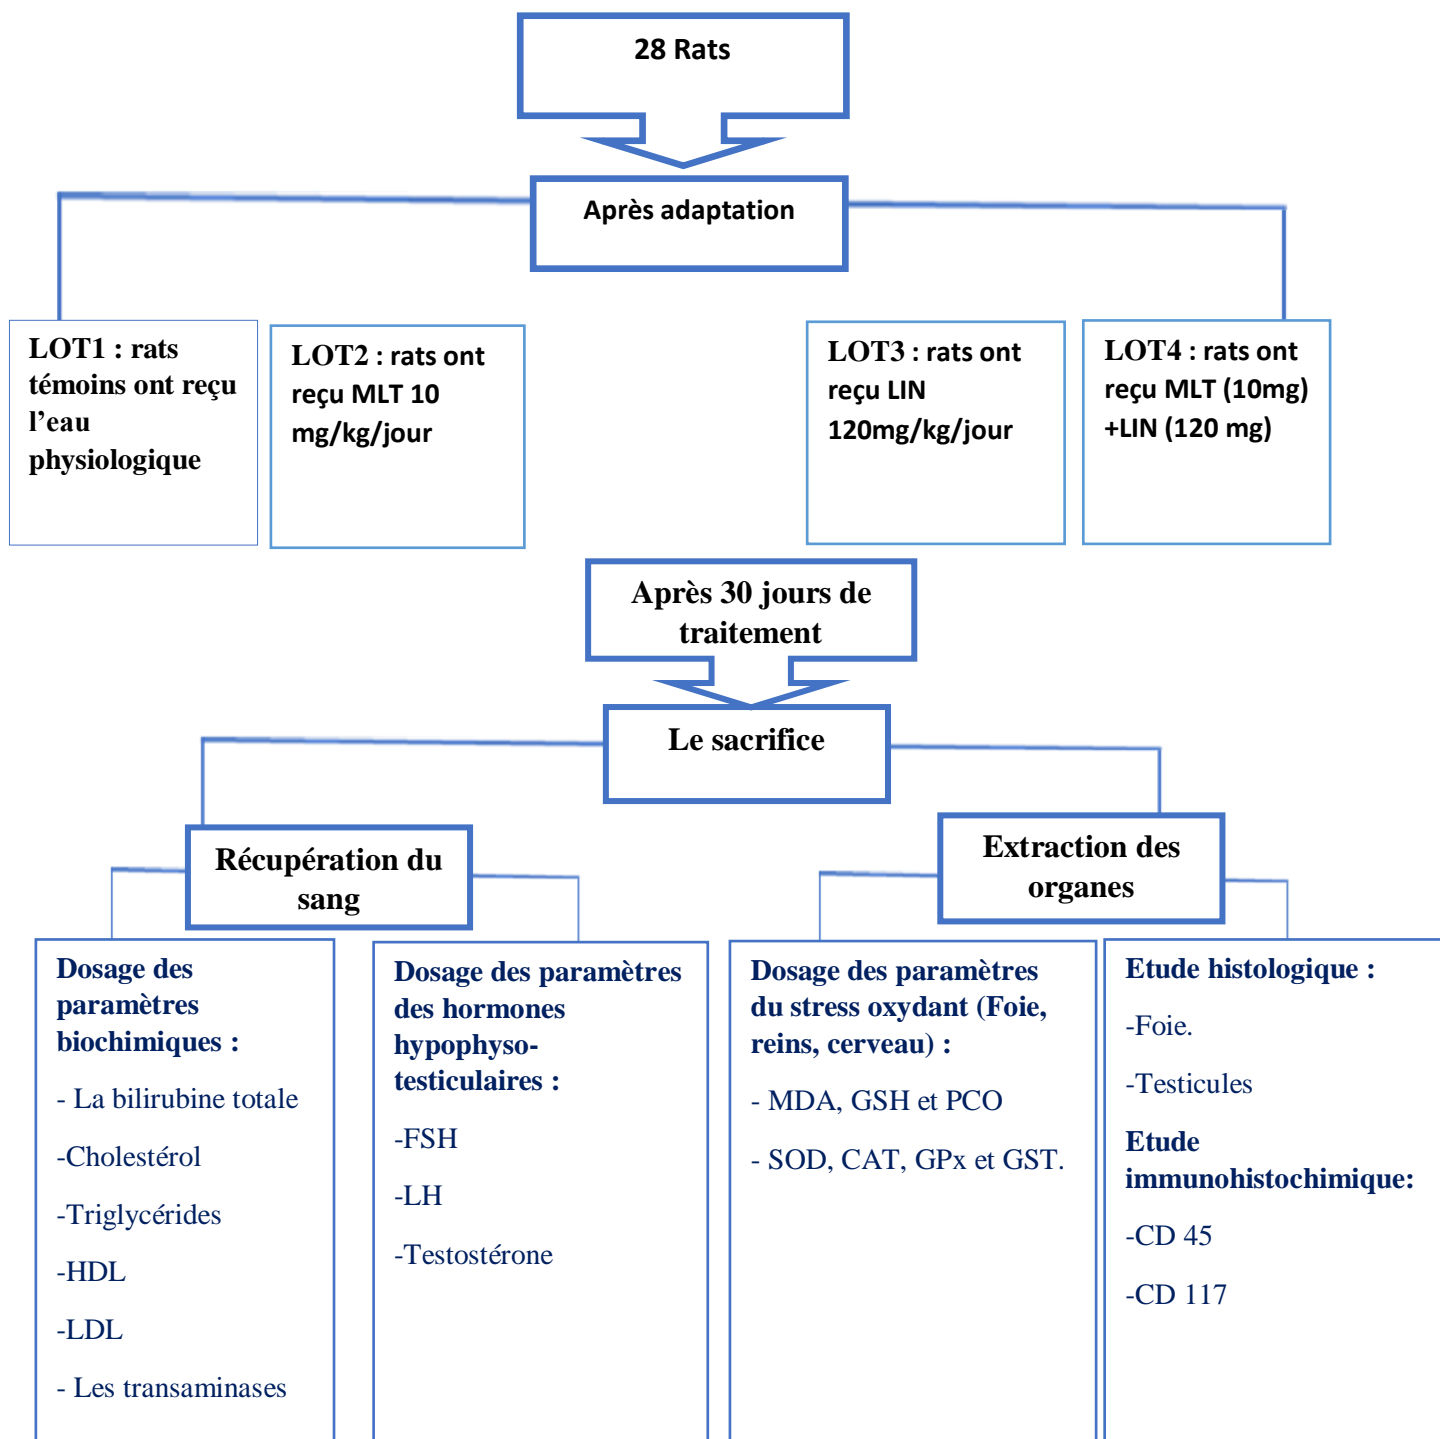 28 Rats
Après adaptation
LOT1 : rats
témoins ont reçu
l’eau
physiologique
LOT2 : rats ont
reçu MLT 10
mg/kg/jour
LOT3 : rats ont
reçu LIN
120mg/kg/jour
LOT4 : rats ont
reçu MLT (10mg)
+LIN (120 mg)
Après 30 jours de
traitement
Le sacrifice
Récupération du
sang
Extraction des
organes
Dosage des
paramètres
biochimiques :
- La bilirubine totale
-Cholestérol
-Triglycérides
-HDL
-LDL
- Les transaminases
Dosage des paramètres
des hormones
hypophyso-
testiculaires :
-FSH
-LH
-Testostérone
Dosage des paramètres
du stress oxydant (Foie,
reins, cerveau) :
- MDA, GSH et PCO
- SOD, CAT, GPx et GST.
Etude histologique :
-Foie.
-Testicules
Etude
immunohistochimique:
-CD 45
-CD 117